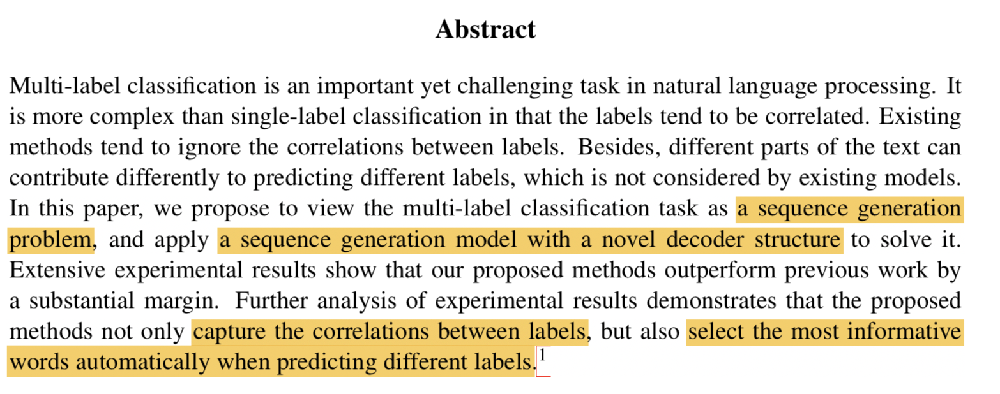 Abstract
Multi-label classification is an important yet challenging task in natural language processing. It
is more complex than single-label classification in that the labels tend to be correlated. Existing
methods tend to ignore the correlations between labels. Besides, different parts of the text can
contribute differently to predicting different labels, which is not considered by existing models.
In this paper, we propose to view the multi-label classification task as a sequence generation
problem, and apply a sequence generation model with a novel decoder structure to solve it.
Extensive experimental results show that our proposed methods outperform previous work by
a substantial margin. Further analysis of experimental results demonstrates that the proposed
methods not only capture the correlations between labels, but also select the most informative
words automatically when predicting different labels.1